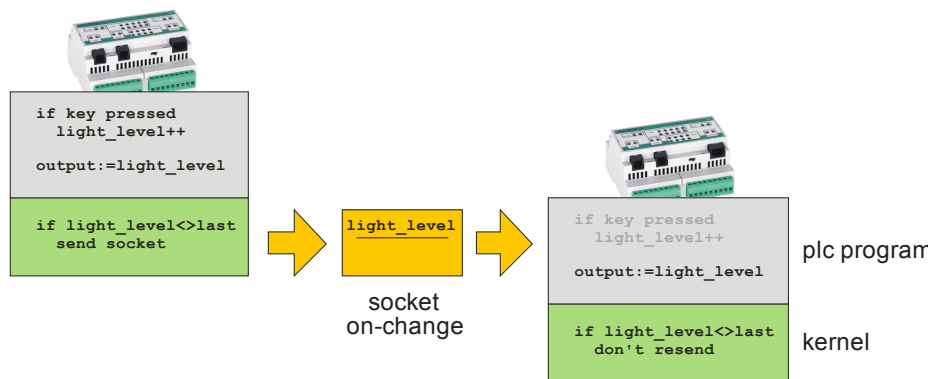 if key pressed
light_level++
output:=light_level
if light_level<>last
send socket
light_level
socket
on-change
if key pressed
light_level++
output:=light_level
plc program
if light_level<>last
don't resend
kernel